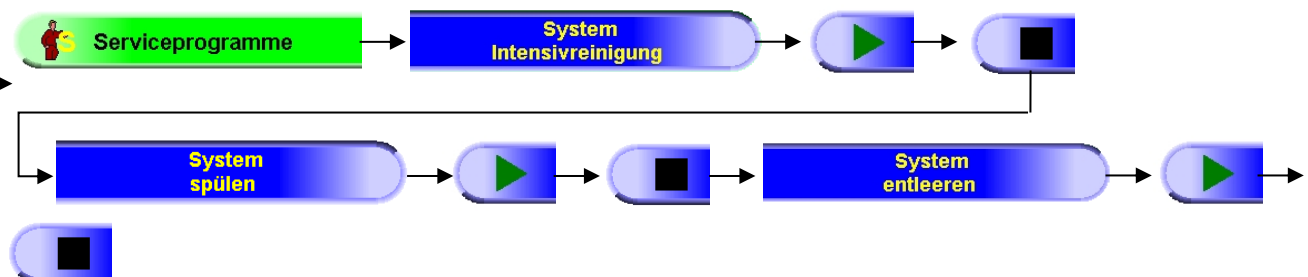 S Serviceprogramme
System
Intensivreinigung
System
spülen
System
entleeren